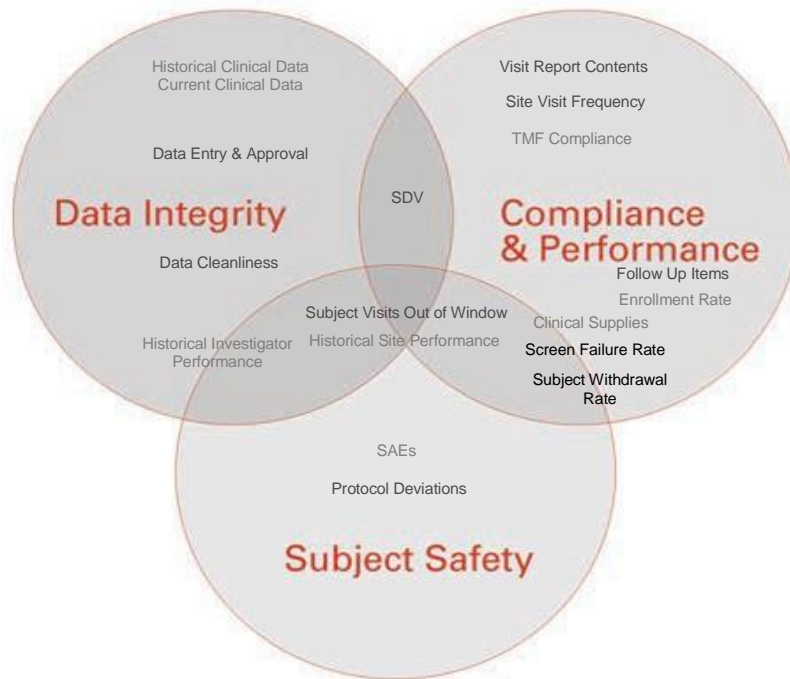 Historical Clinical Data
Current Clinical Data
Data Entry & Approval
Data Integrity
Data Cleanliness
Historical Investigator
Performance
SDV
Subject Visits Out of Window
Historical Site Performance
Visit Report Contents
Site Visit Frequency
TMF Compliance
Compliance
& Performance
Follow Up Items
Enrollment Rate
Clinical Supplies
Screen Failure Rate
Subject Withdrawal
Rate
SAEs
Protocol Deviations
Subject Safety